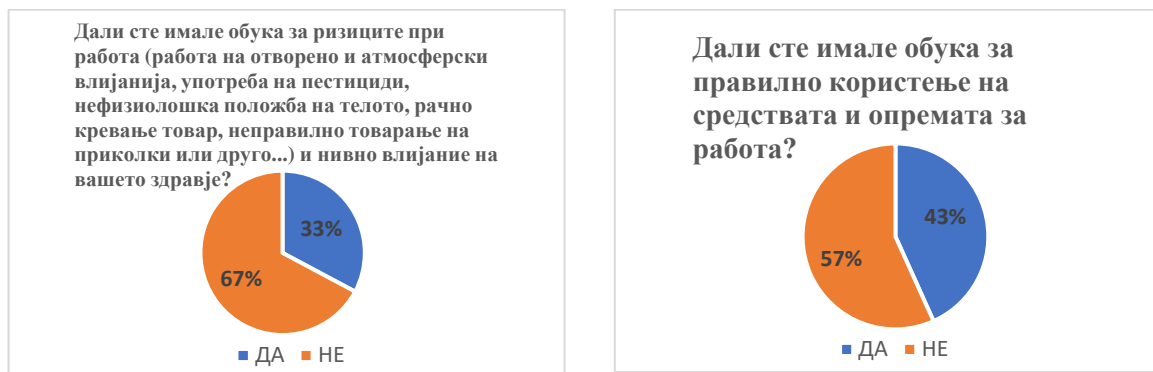 Дали сте имале обука за ризиците при
работа (работа на отворено и атмосферски
влијанија, употреба на пестициди,
нефизиолошка положба на телото, рачно
кревање товар, неправилно товарање на
приколки или друго...) и нивно влијание на
вашето здравје?
33%
67%
ДА НЕ
Дали сте имале обука за
правилно користење на
средствата и опремата за
работа?
43%
57%
ДА НЕ